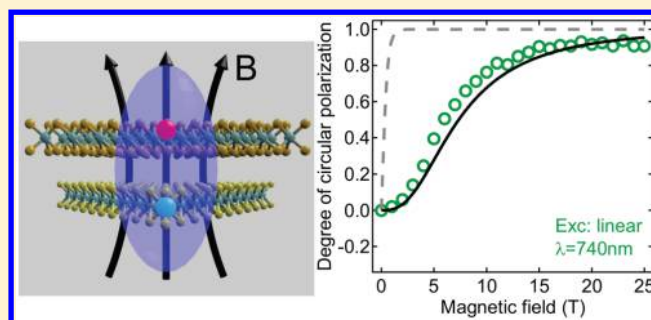 B
Degree of circular polarization
1.0
0.8
0.6
0.4
0.2
0.0
-0.2
Exc: linear
λ=740nm
0 5 10 15 20 25
Magnetic field (T)